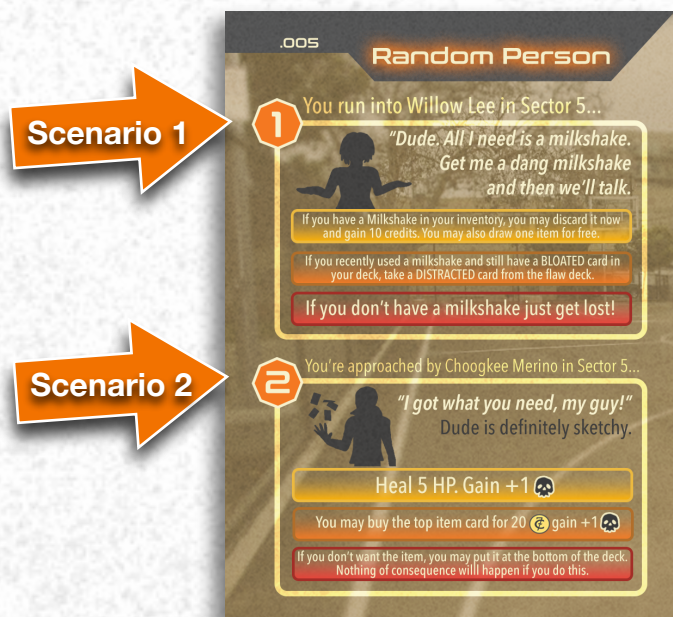 .005
Random Person
Scenario 1
You run into Willow Lee in Sector 5...
1
"Dude. All I need is a milkshake.
Get me a dang milkshake
and then we'll talk.
If you have a Milkshake in your inventory, you may discard it now
and gain 10 credits. You may also draw one item for free.
If you recently used a milkshake and still have a BLOATED card in
your deck, take a DISTRACTED card from the flaw deck.
If you don't have a milkshake just get lost!
Scenario 2
You're approached by Choogkee Merino in Sector 5...
2
"I got what you need, my guy!"
Dude is definitely sketchy.
Heal 5 HP. Gain +1
You may buy the top item card for 20 ₡ gain +1
If you don't want the item, you may put it at the bottom of the deck.
Nothing of consequence willl happen if you do this.